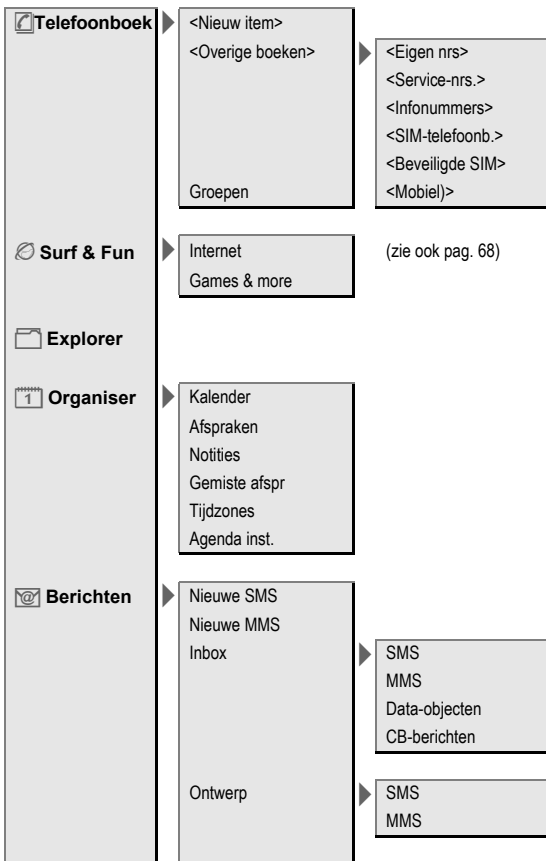 Telefoonboek
<Nieuw item>
<Overige boeken>
<Eigen nrs>
<Service-nrs.>
<Infonummers>
<SIM-telefoonb.>
<Beveiligde SIM>
Groepen
<Mobiel)>
Surf & Fun
Internet
(zie ook pag. 68)
Games & more
Explorer
1 Organiser
Kalender
Afspraken
Notities
Gemiste afspr
Tijdzones
Agenda inst.
@ Berichten
Nieuwe SMS
Nieuwe MMS
Inbox
SMS
MMS
Data-objecten
CB-berichten
Ontwerp
SMS
MMS